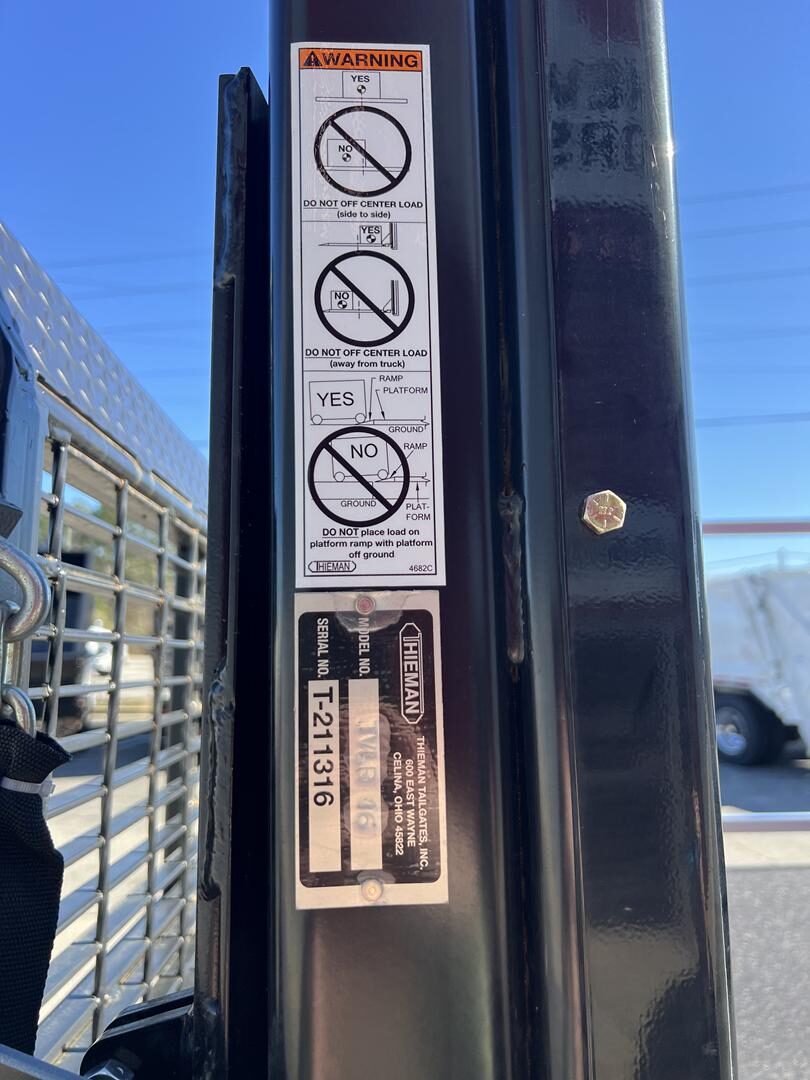 WARNING
YES
NO
DO NOT OFF CENTER LOAD
(side to side)
YES
NO
DO NOT OFF CENTER LOAD
(away from truck)
RAMP
YES
PLATFORM
GROUND
NO
RAMP
GROUND
PLAT-
FORM
DO NOT place load on
platform ramp with platform
off ground
THIEMAN
4682C
THIEMAN
THIEMAN TAILGATES, INC.
600 EAST WAYNE
CELINA, OHIO 45822
MODEL NO.
16
SERIAL NO.
T-211316